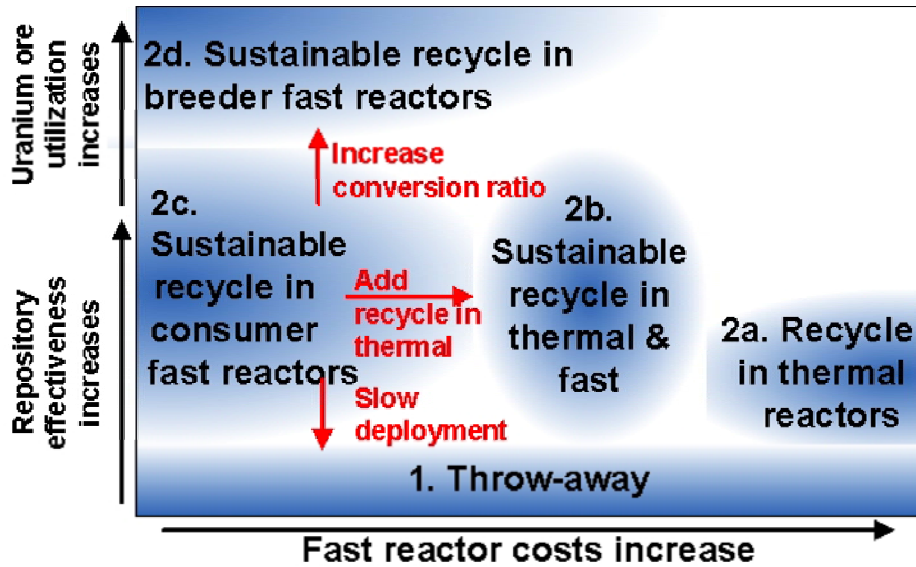 Uranium ore
utilization
increases
Repository
effectiveness
increases
2d. Sustainable recycle in
breeder fast reactors
Increase
conversion ratio
2c.
Sustainable
recycle in
consumer
fast reactors
Add
recycle in
thermal
Slow
deployment
2b.
Sustainable
recycle in
thermal &
fast
2a. Recycle
in thermal
reactors
1. Throw-away
Fast reactor costs increase